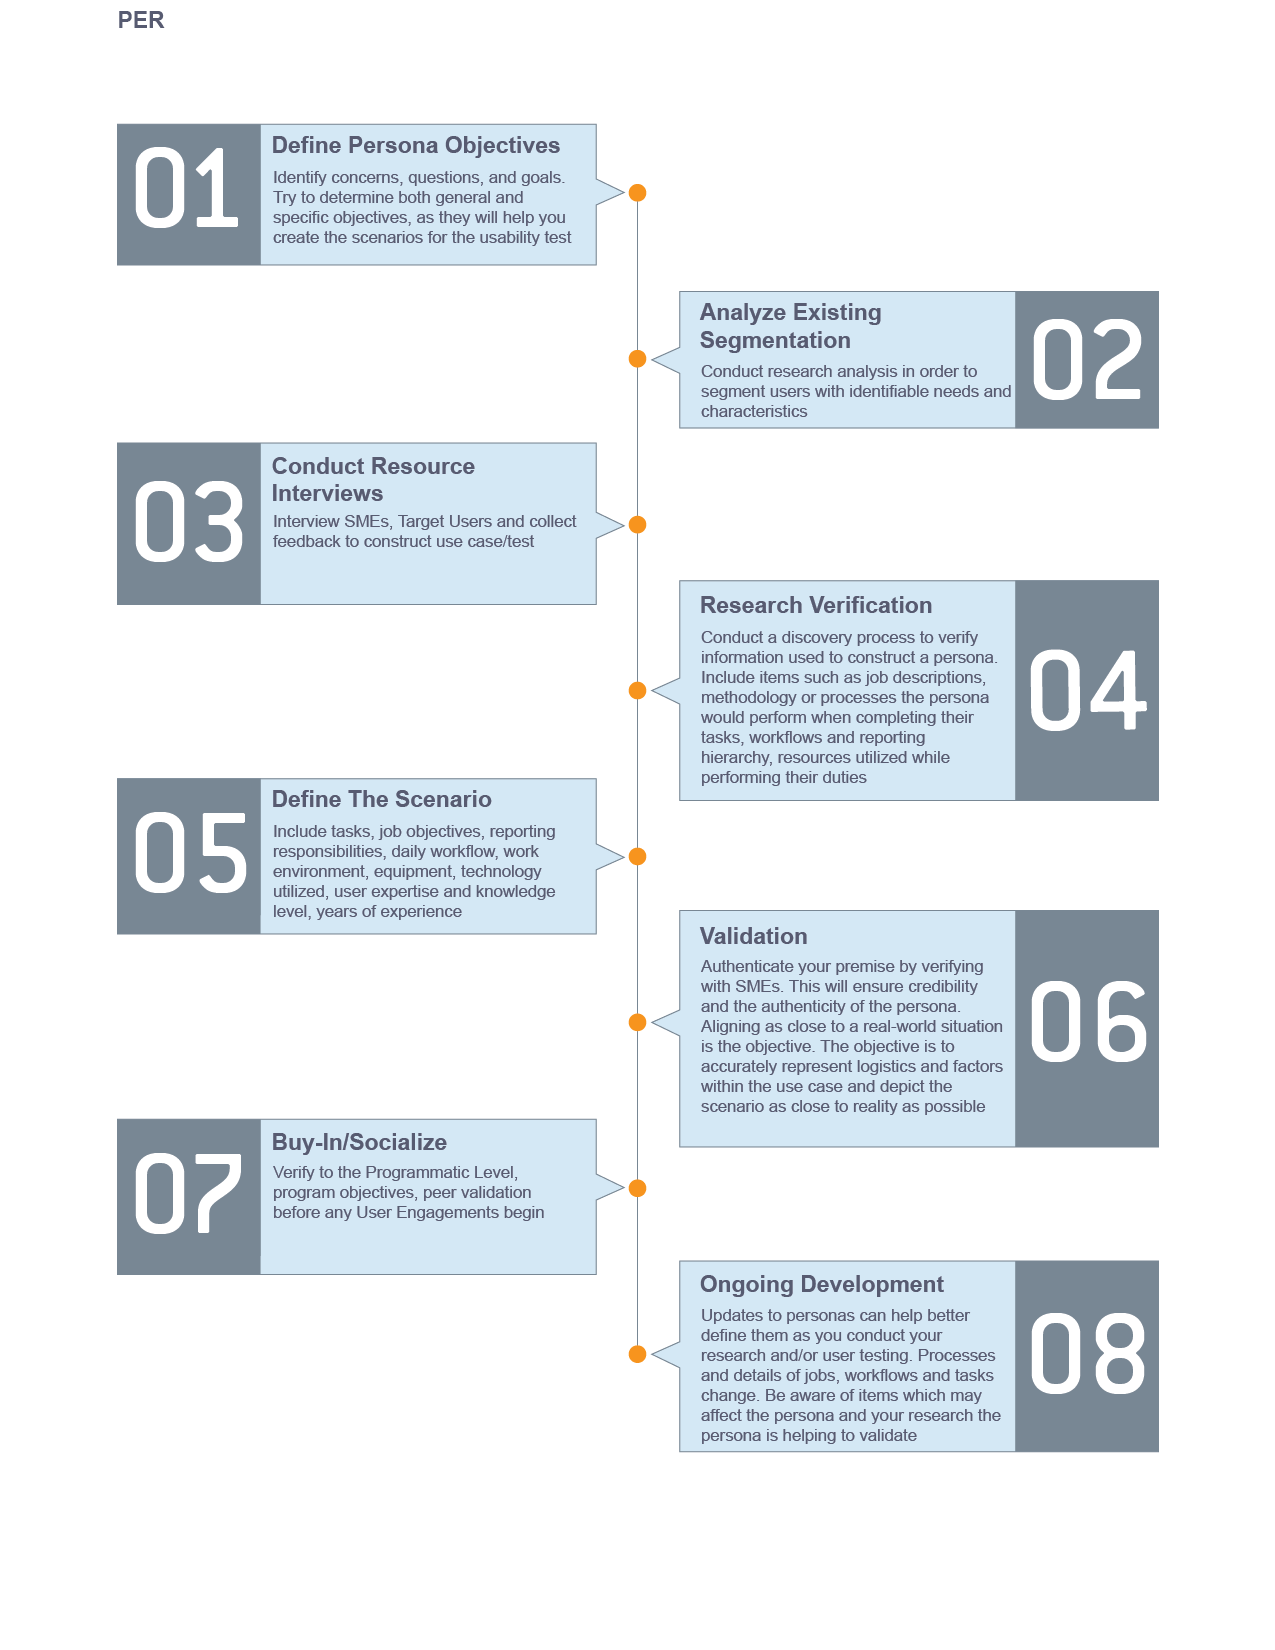 PER
01
Define Persona Objectives
Identify concerns, questions, and goals.
Try to determine both general and
specific objectives, as they will help you
create the scenarios for the usability test
Analyze Existing
Segmentation
Conduct research analysis in order to
segment users with identifiable needs and
characteristics
02
03
Conduct Resource
Interviews
Interview SMEs, Target Users and collect
feedback to construct use case/test
Research Verification
Conduct a discovery process to verify
information used to construct a persona.
Include items such as job descriptions,
methodology or processes the persona
would perform when completing their
tasks, workflows and reporting
hierarchy, resources utilized while
performing their duties
04
05
Define The Scenario
Include tasks, job objectives, reporting
responsibilities, daily workflow, work
environment, equipment, technology
utilized, user expertise and knowledge
level, years of experience
Validation
Authenticate your premise by verifying
with SMEs. This will ensure credibility
and the authenticity of the persona.
Aligning as close to a real-world situation
is the objective. The objective is to
accurately represent logistics and factors
within the use case and depict the
scenario as close to reality as possible
06
07
Buy-In/Socialize
Verify to the Programmatic Level,
program objectives, peer validation
before any User Engagements begin
Ongoing Development
Updates to personas can help better
define them as you conduct your
research and/or user testing. Processes
and details of jobs, workflows and tasks
change. Be aware of items which may
affect the persona and your research the
persona is helping to validate
08